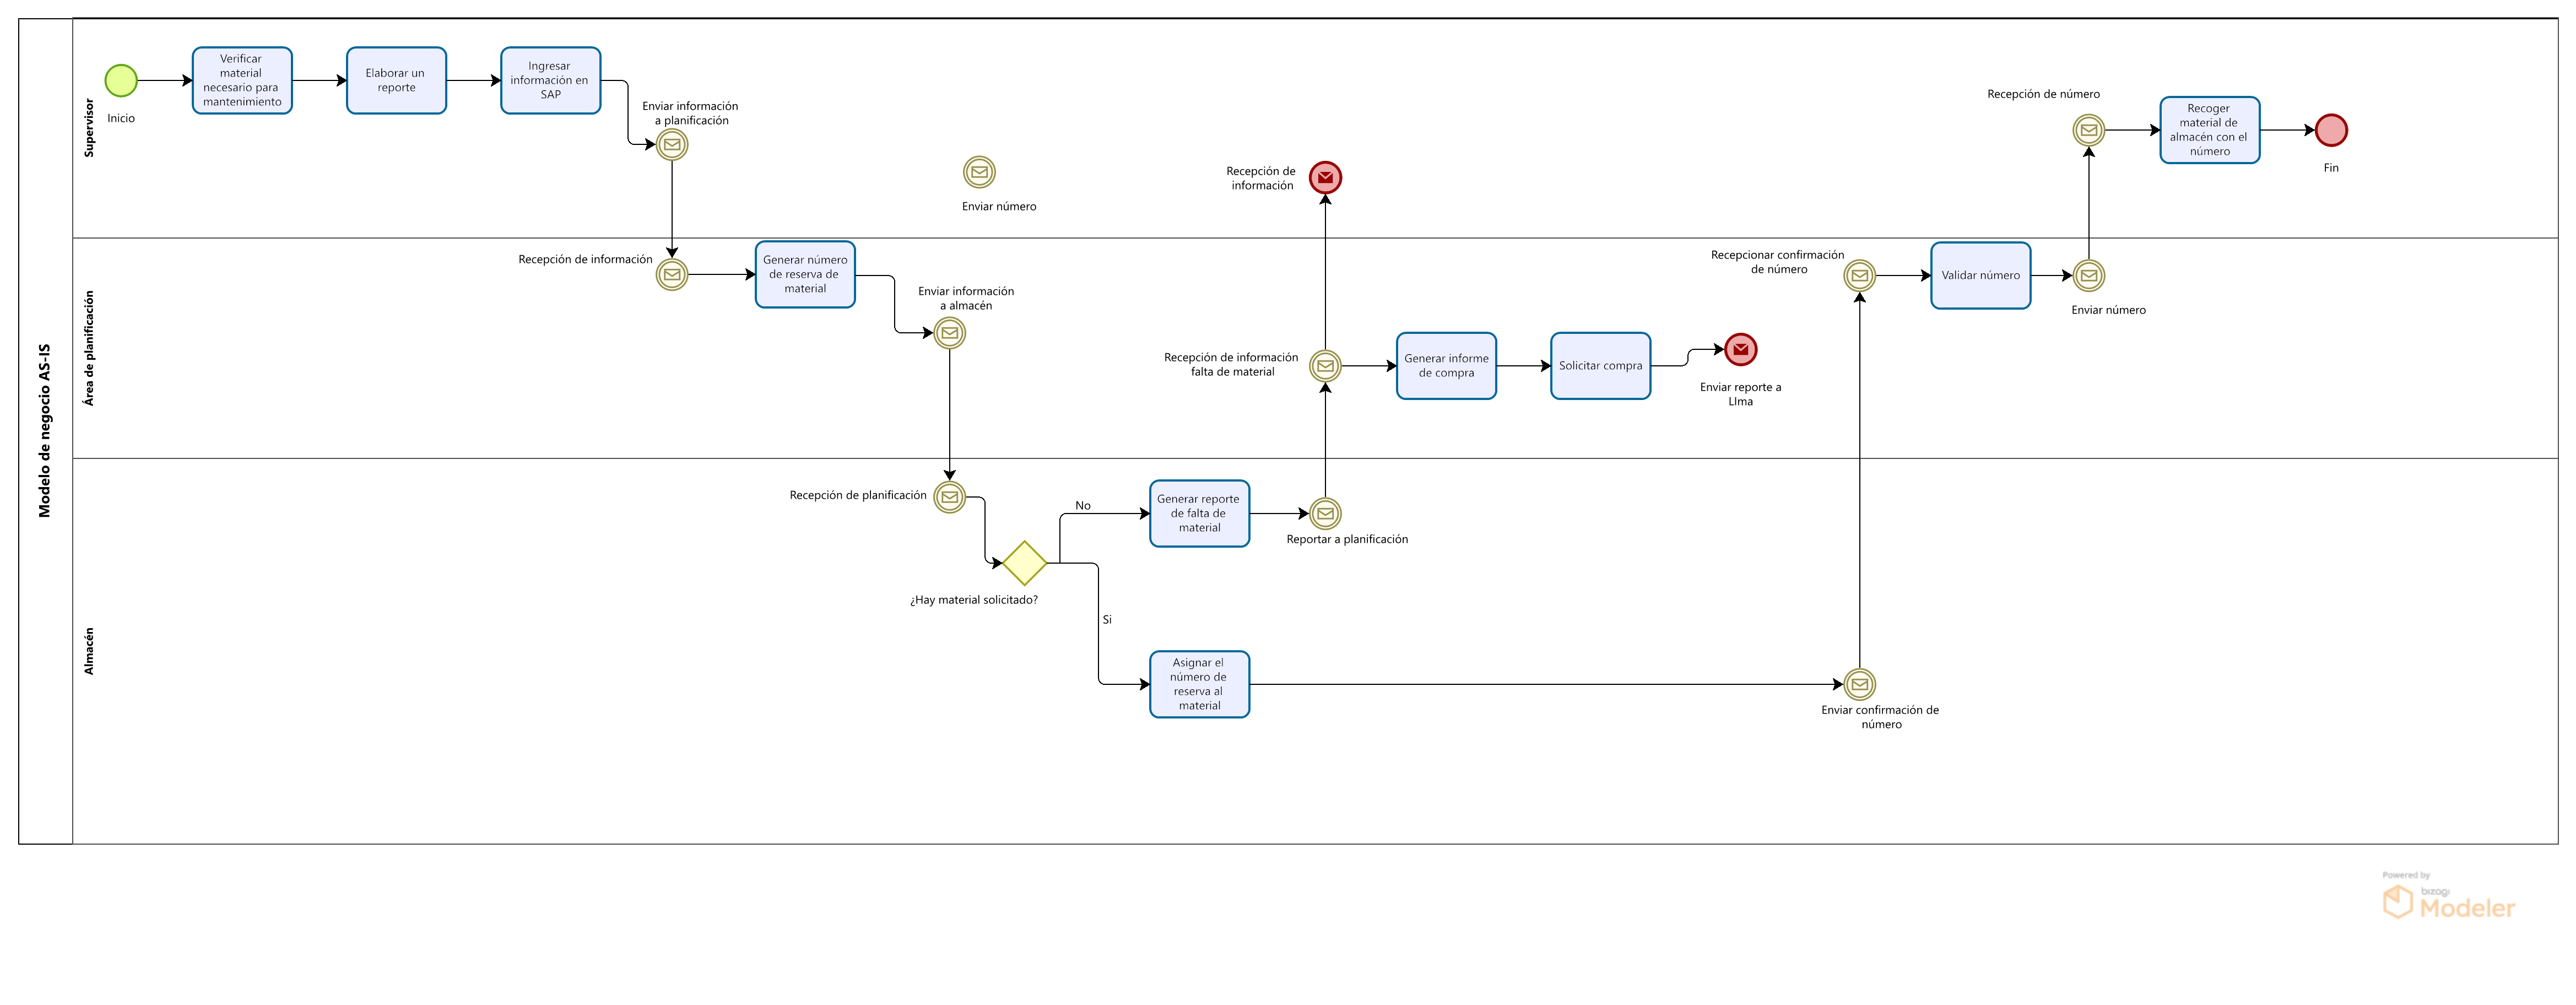 Modelo de negocio AS-IS
Supervisor
Inicio
Verificar
material
necesario para
mantenimiento
Elaborar un
reporte
Ingresar
información en
SAP
Enviar información
a planificación
Enviar número
Recepción de
información
Recepción de número
Recoger
material de
almacén con el
número
Fin
Área de planificación
Recepción de información
Generar número
de reserva de
material
Enviar información
a almacén
Recepción de información
falta de material
Generar informe
de compra
Solicitar compra
Enviar reporte a
LIma
Recepcionar confirmación
de número
Validar número
Enviar número
Almacén
Recepción de planificación
¿Hay material solicitado?
No
Generar reporte
de falta de
material
Reportar a planificación
Si
Asignar el
número de
reserva al
material
Enviar confirmación de
número
Powered by
bizagi
Modeler